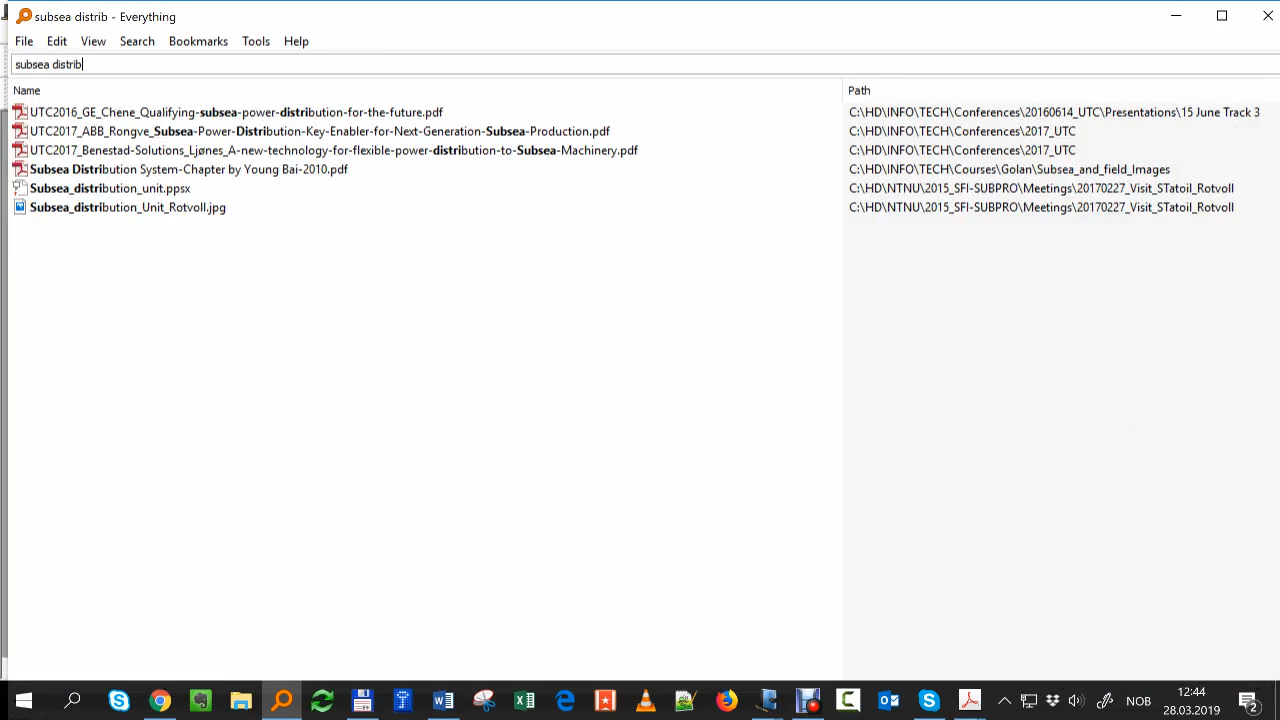 subsea distrib - Everything
File Edit View Search Bookmarks Tools Help
subsea distrib
Name Path
UTC2016_GE_Chene_Qualifying-subsea-power-distribution-for-the-future.pdf C:\HD\INFO\TECH\Conferences\20160614_UTC\Presentations\15 June Track 3
UTC2017_ABB_Rongve_Subsea-Power-Distribution-Key-Enabler-for-Next-Generation-Subsea-Production.pdf C:\HD\INFO\TECH\Conferences\2017_UTC
UTC2017_Benestad-Solutions_Ljønes_A-new-technology-for-flexible-power-distribution-to-Subsea-Machinery.pdf C:\HD\INFO\TECH\Conferences\2017_UTC
Subsea Distribution System-Chapter by Young Bai-2010.pdf C:\HD\INFO\TECH\Courses\Golan\Subsea_and_field_Images
Subsea_distribution_unit.ppsx C:\HD\NTNU\2015_SFI-SUBPRO\Meetings\20170227_Visit_STatoil_Rotvoll
Subsea_distribution_Unit_Rotvoll.jpg C:\HD\NTNU\2015_SFI-SUBPRO\Meetings\20170227_Visit_STatoil_Rotvoll
NOB 12:44 2
28.03.2019